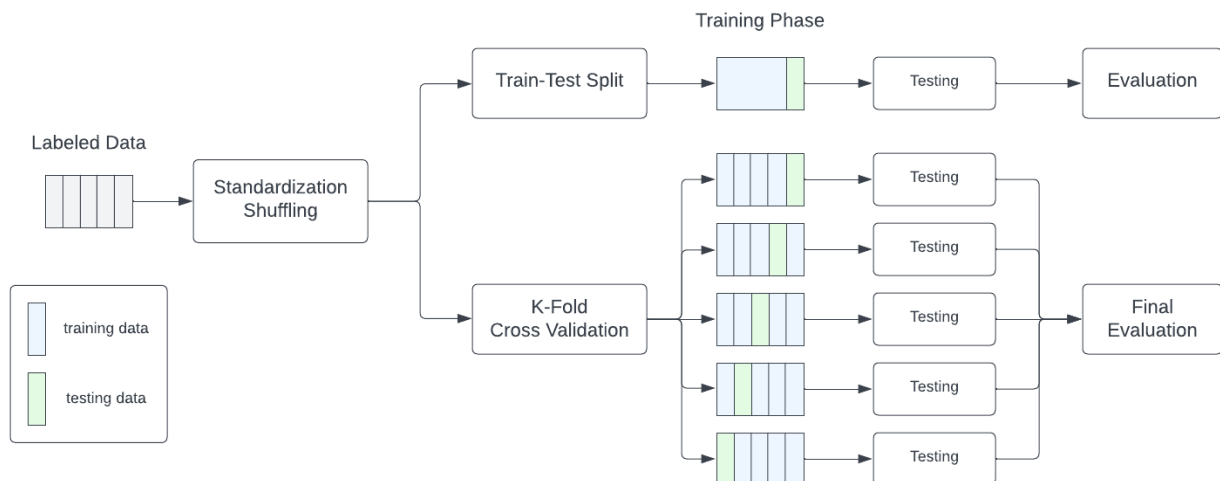 Training Phase
Train-Test Split
Testing
Evaluation
Labeled Data
Standardization
Shuffling
Testing
Testing
K-Fold
Cross Validation
Testing
Final
Evaluation
Testing
Testing
training data
testing data